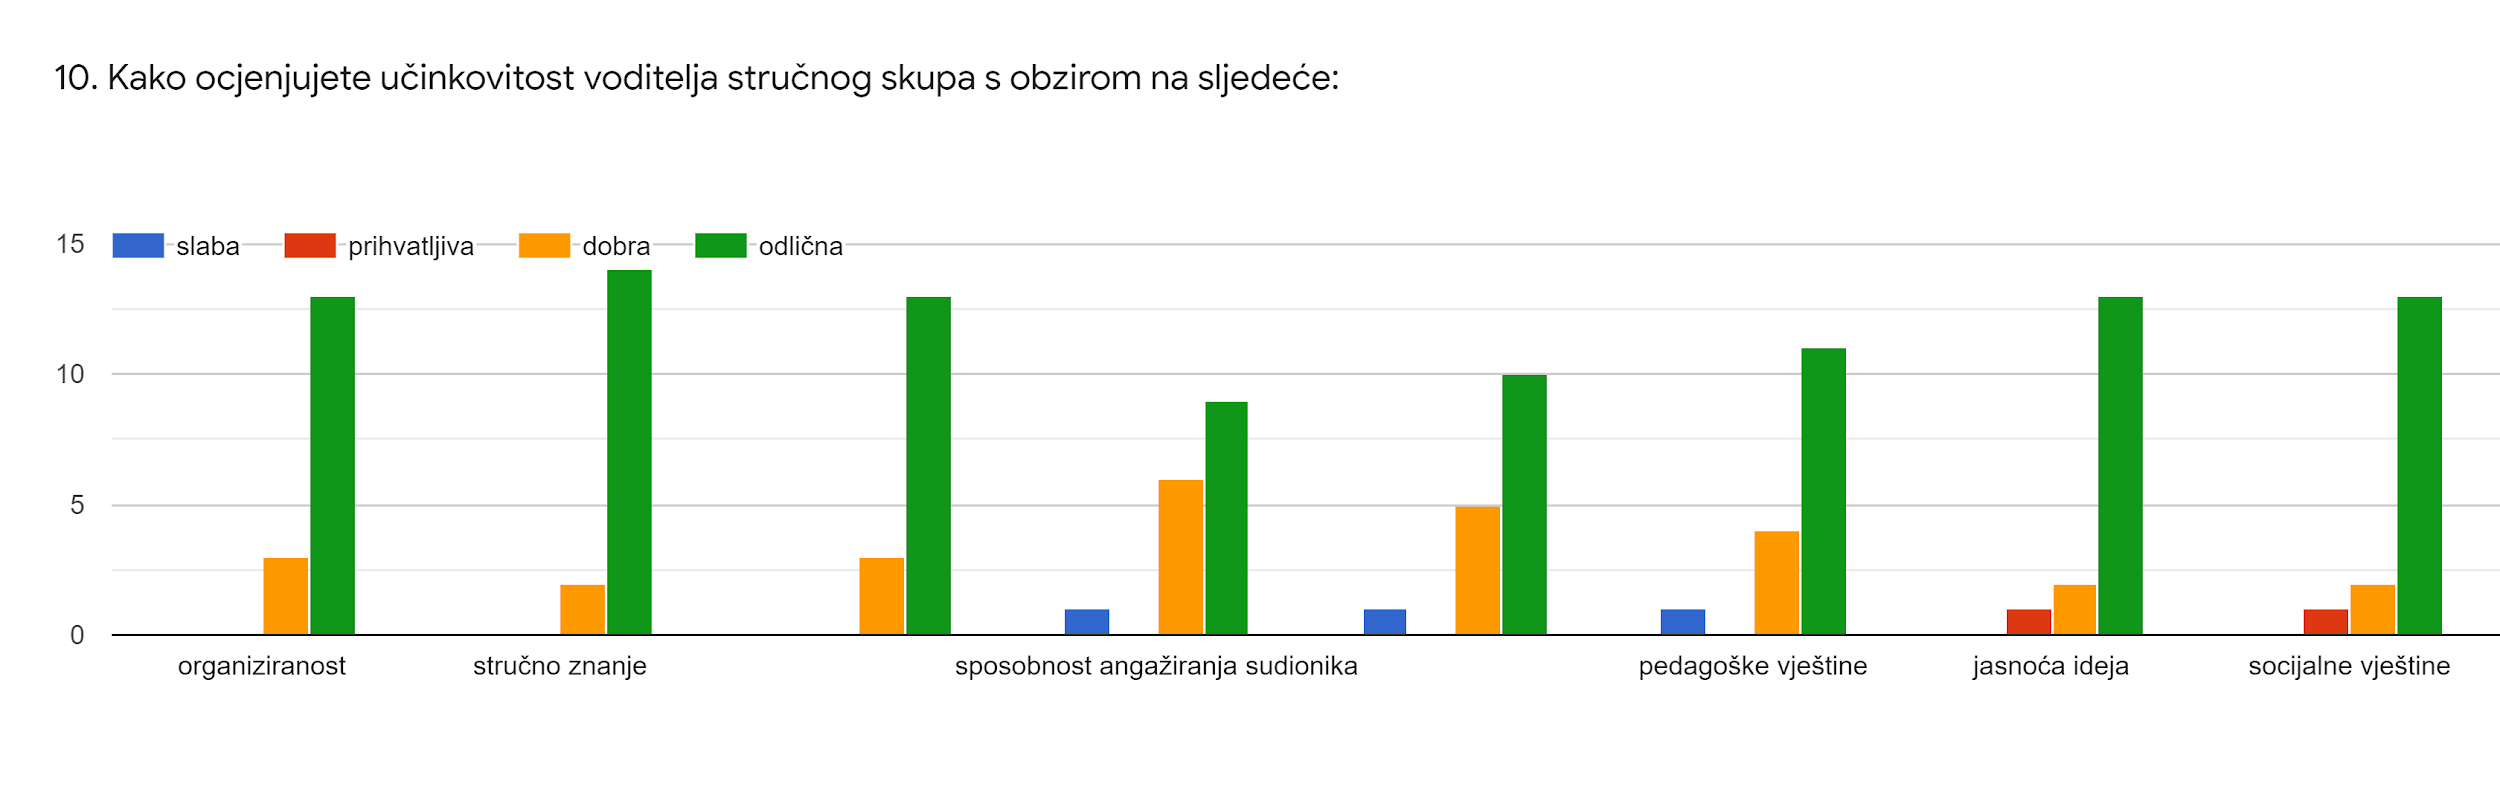 10. Kako ocjenjujete učinkovitost voditelja stručnog skupa s obzirom na sljedeće:
15
slaba
prihvatljiva
dobra
odlična
10
5
0
organiziranost
stručno znanje
sposobnost angažiranja sudionika
pedagoške vještine
jasnoća ideja
socijalne vještine